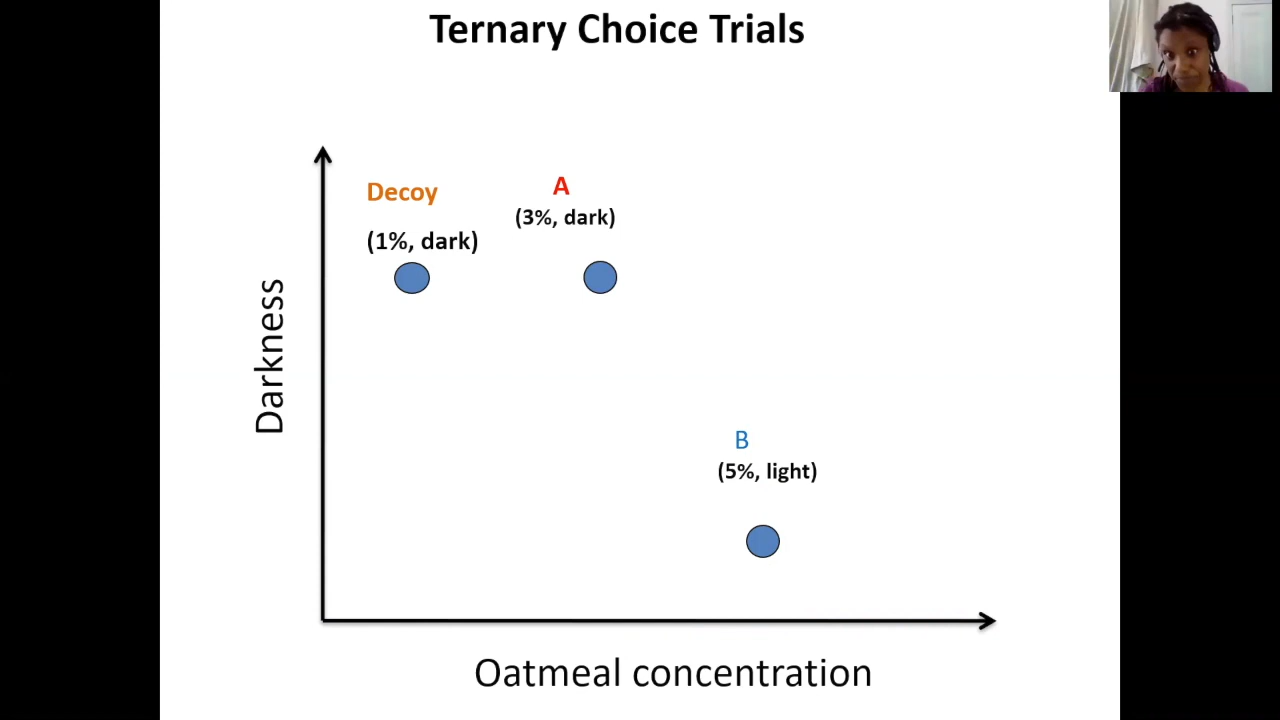 Ternary Choice Trials
Decoy
(1%, dark)
A
(3%, dark)
B
(5%, light)
Darkness
Oatmeal concentration